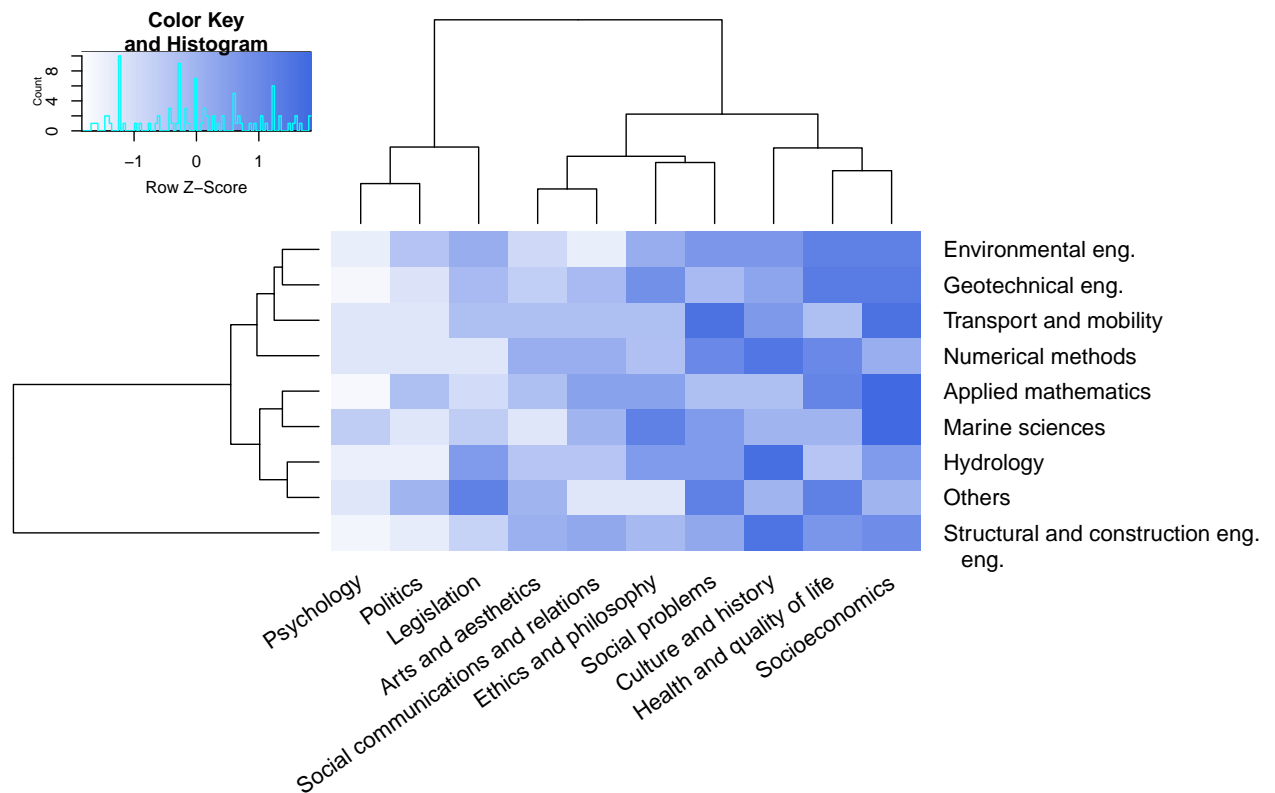 Color Key
and Histogram
Count
0
4
8
−1
0
1
Row Z−Score
Environmental eng.
Geotechnical eng.
Transport and mobility
Numerical methods
Applied mathematics
Marine sciences
Hydrology
Others
Structural and construction eng.
eng.
Psychology
Politics
Legislation
Arts and aesthetics
Social communications and relations
Ethics and philosophy
Social problems
Culture and history
Health and quality of life
Socioeconomics